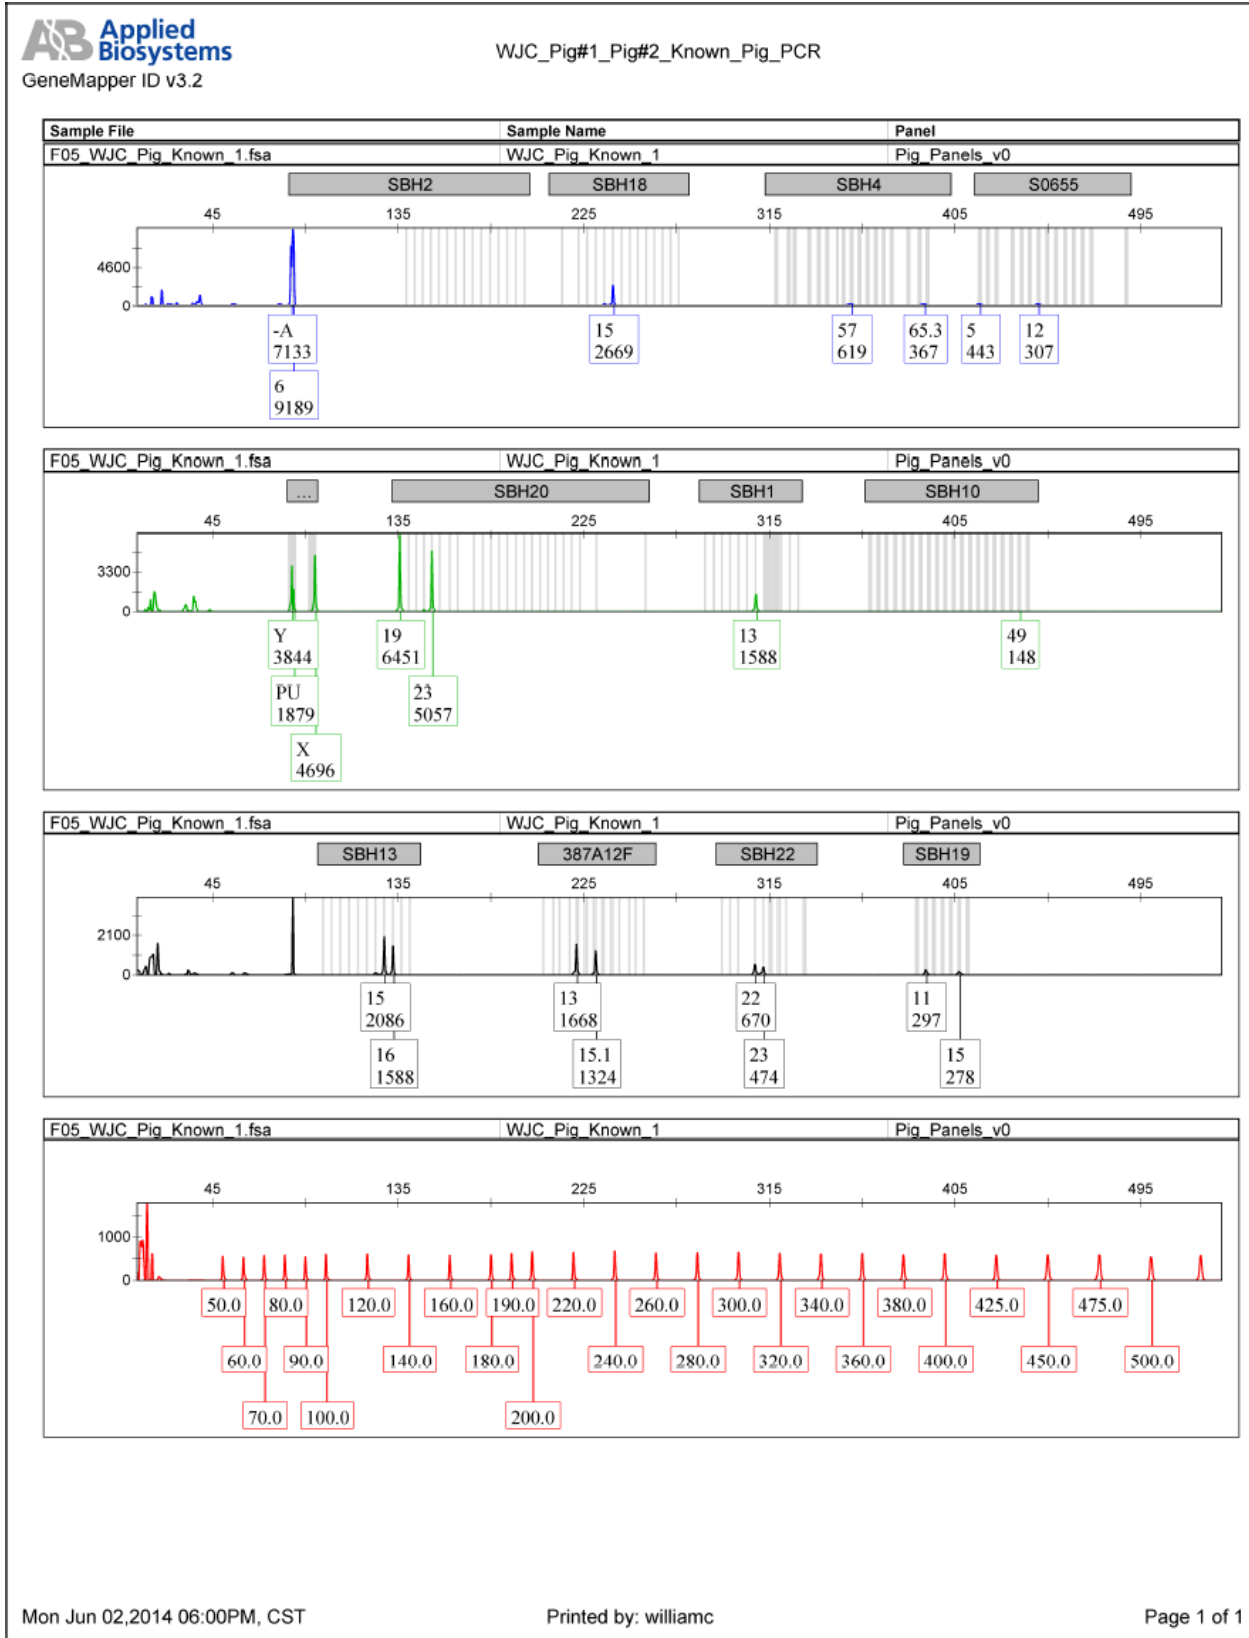 AB Applied Biosystems
GeneMapper ID v3.2
WJC_Pig#1_Pig#2_Known_Pig_PCR
Sample File Sample Name Panel
F05_WJC_Pig_Known_1.fsa WJC_Pig_Known_1 Pig_Panels_v0
SBH2 SBH18 SBH4 S0655
45 135 225 315 405 495
4600
0
-A 15 57 65.3 5 12
7133 2669 619 367 443 307
6
9189
F05_WJC_Pig_Known_1.fsa WJC_Pig_Known_1 Pig_Panels_v0
... SBH20 SBH1 SBH10
45 135 225 315 405 495
3300
0
Y 19 13 49
3844 6451 1588 148
PU 23
1879 5057
X
4696
F05_WJC_Pig_Known_1.fsa WJC_Pig_Known_1 Pig_Panels_v0
SBH13 387A12F SBH22 SBH19
45 135 225 315 405 495
2100
0
15 13 22 11
2086 1668 670 297
16 15.1 23 15
1588 1324 474 278
F05_WJC_Pig_Known_1.fsa WJC_Pig_Known_1 Pig_Panels_v0
45 135 225 315 405 495
1000
0
50.0 80.0 120.0 160.0 190.0 220.0 260.0 300.0 340.0 380.0 425.0 475.0
60.0 90.0 140.0 180.0 240.0 280.0 320.0 360.0 400.0 450.0 500.0
70.0 100.0 200.0
Mon Jun 02,2014 06:00PM, CST Printed by: williamc Page 1 of 1